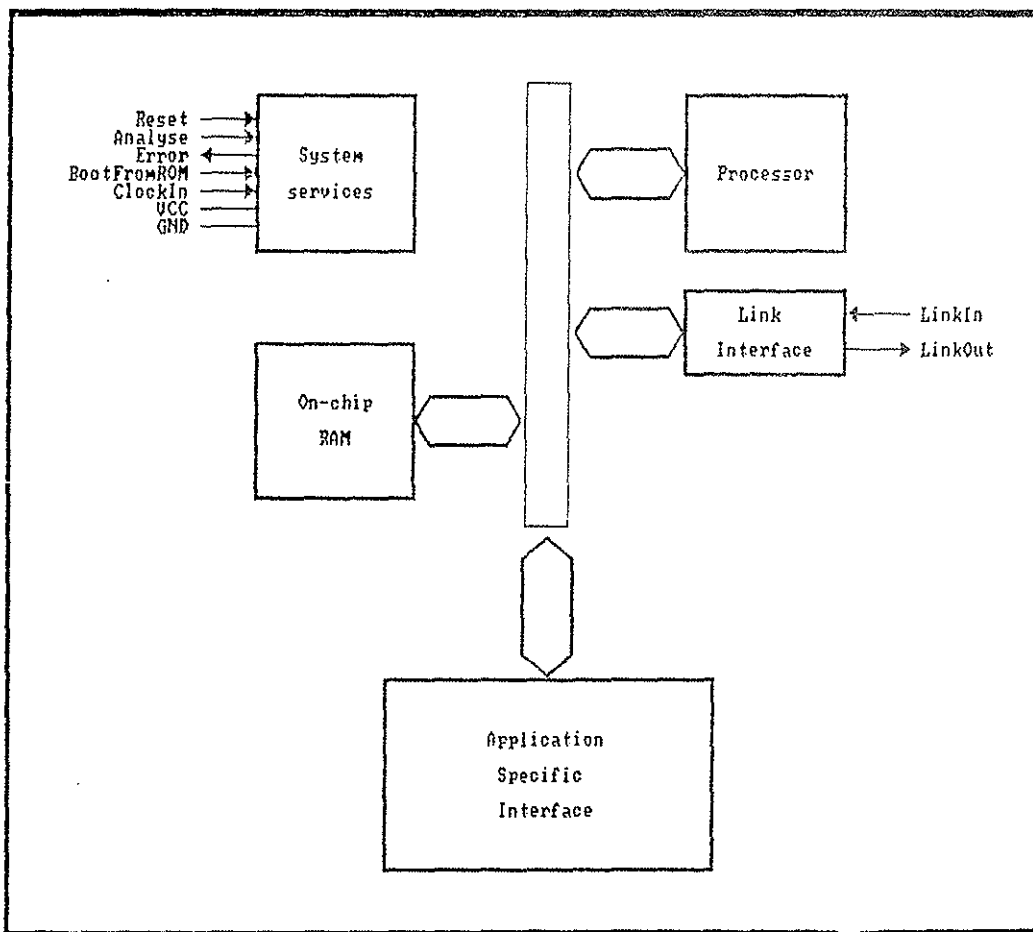 Reset
Analyse
Error
BootFromROM
ClockIn
VCC
GND
System
services
Processor
Link
Interface
LinkIn
LinkOut
On-chip
RAM
Application
Specific
Interface